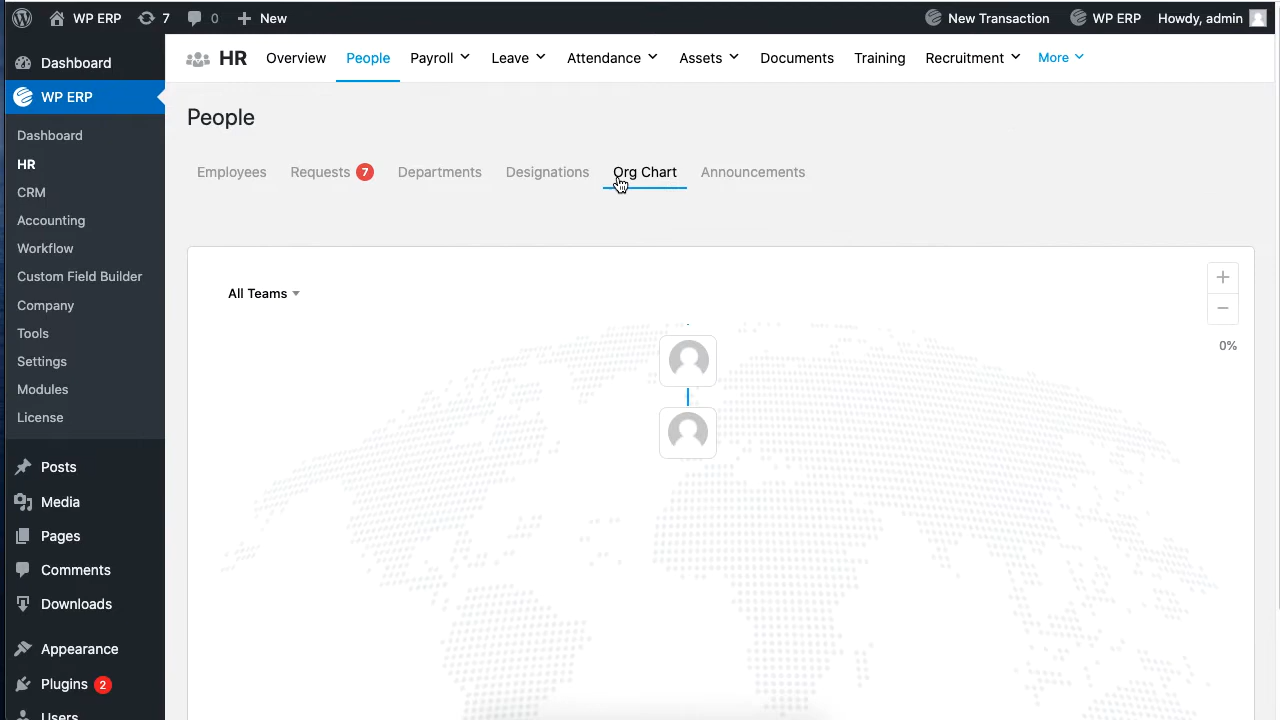 WP ERP 7 0 New New Transaction WP ERP Howdy, admin
Dashboard
WP ERP
Dashboard
HR
CRM
Accounting
Workflow
Custom Field Builder
Company
Tools
Settings
Modules
License
Posts
Media
Pages
Comments
Downloads
Appearance
Plugins 2
Users
HR Overview People Payroll Leave Attendance Assets Documents Training Recruitment More
People
Employees Requests 7 Departments Designations Org Chart Announcements
All Teams
+
−
0%